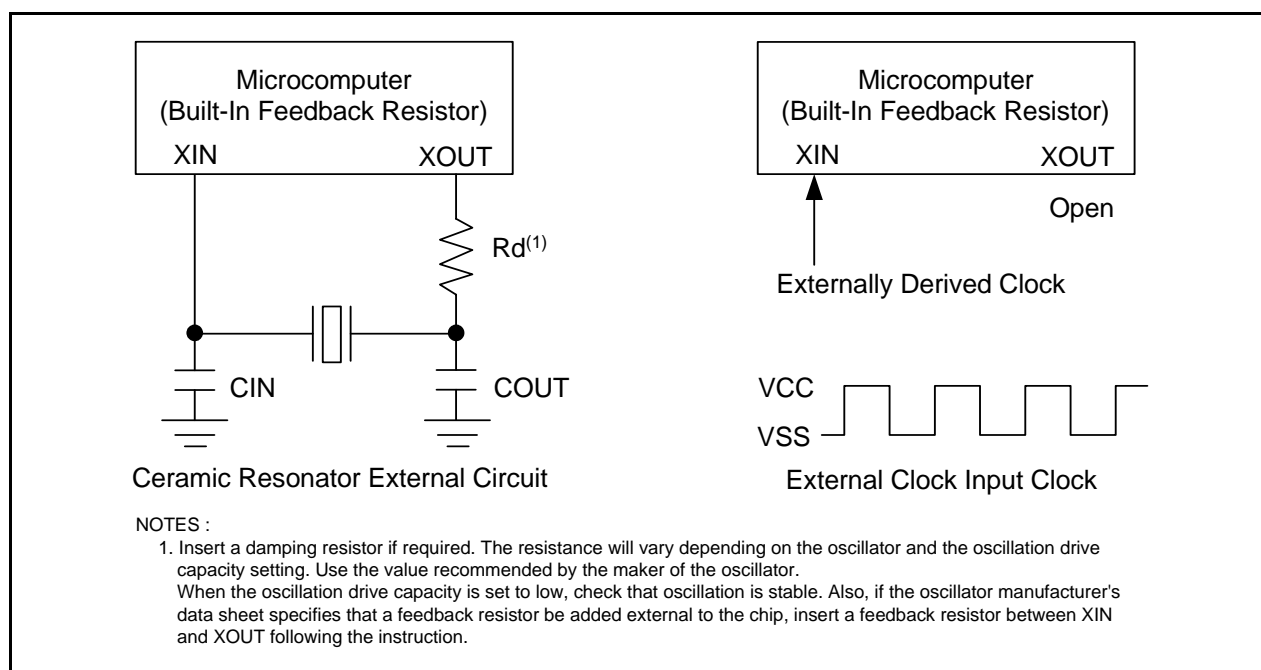 Microcomputer
(Built-In Feedback Resistor)
XIN
XOUT
Rd(1)
CIN
COUT
Ceramic Resonator External Circuit
Microcomputer
(Built-In Feedback Resistor)
XIN
XOUT
Open
Externally Derived Clock
VCC
VSS
External Clock Input Clock
NOTES :
1. Insert a damping resistor if required. The resistance will vary depending on the oscillator and the oscillation drive
capacity setting. Use the value recommended by the maker of the oscillator.
When the oscillation drive capacity is set to low, check that oscillation is stable. Also, if the oscillator manufacturer's
data sheet specifies that a feedback resistor be added external to the chip, insert a feedback resistor between XIN
and XOUT following the instruction.